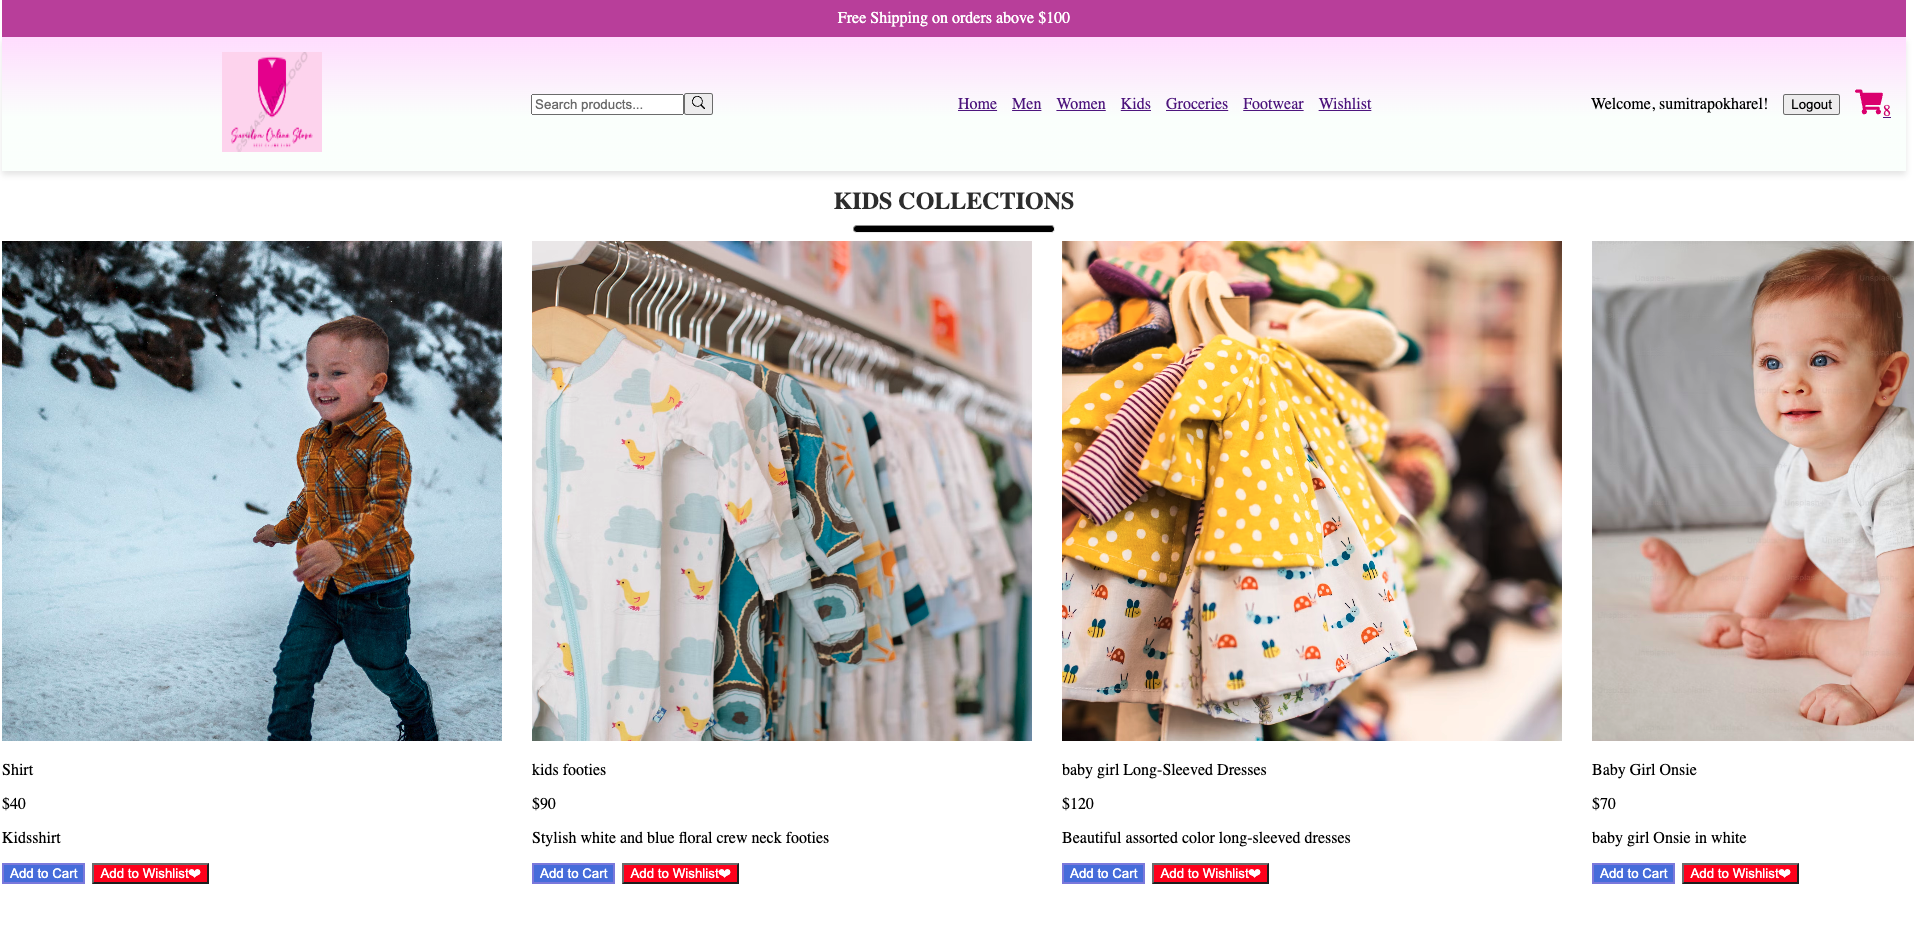 Free Shipping on orders above $100
LOGO
Online Store
Search products...
Home Men Women Kids Groceries Footwear Wishlist
Welcome, sumitrapokharel! Logout 8
KIDS COLLECTIONS
Shirt
$40
Kidsshirt
Add to Cart Add to Wishlist❤
kids footies
$90
Stylish white and blue floral crew neck footies
Add to Cart Add to Wishlist❤
baby girl Long-Sleeved Dresses
$120
Beautiful assorted color long-sleeved dresses
Add to Cart Add to Wishlist❤
Baby Girl Onsie
$70
baby girl Onsie in white
Add to Cart Add to Wishlist❤